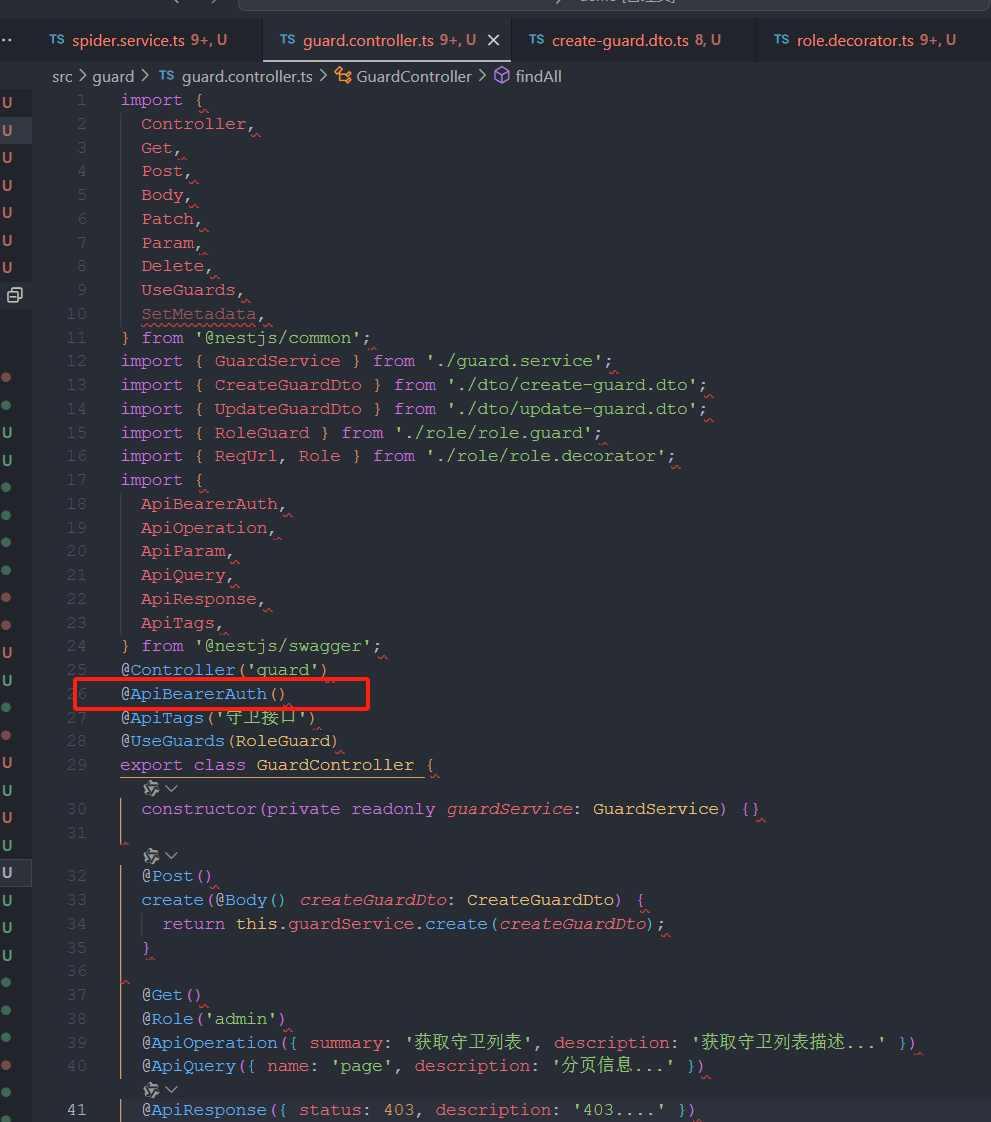 TS spider.service.ts 9+, U TS guard.controller.ts 9+, U TS create-guard.dto.ts 8, U TS role.decorator.ts 9+, U
src > guard > TS guard.controller.ts > GuardController > findAll
1 import {
2 Controller,
3 Get,
4 Post,
5 Body,
6 Patch,
7 Param,
8 Delete,
9 UseGuards,
10 SetMetadata,
11 } from '@nestjs/common';
12 import { GuardService } from './guard.service';
13 import { CreateGuardDto } from './dto/create-guard.dto';
14 import { UpdateGuardDto } from './dto/update-guard.dto';
15 import { RoleGuard } from './role/role.guard';
16 import { ReqUrl, Role } from './role/role.decorator';
17 import {
18 ApiBearerAuth,
19 ApiOperation,
20 ApiParam,
21 ApiQuery,
22 ApiResponse,
23 ApiTags,
24 } from '@nestjs/swagger';
25 @Controller('guard')
26 @ApiBearerAuth()
27 @ApiTags('守卫接口')
28 @UseGuards(RoleGuard)
29 export class GuardController {
30 constructor(private readonly guardService: GuardService) {}
31
32 @Post()
33 create(@Body() createGuardDto: CreateGuardDto) {
34 return this.guardService.create(createGuardDto);
35 }
36
37 @Get()
38 @Role('admin')
39 @ApiOperation({ summary: '获取守卫列表', description: '获取守卫列表描述...' })
40 @ApiQuery({ name: 'page', description: '分页信息...' })
41 @ApiResponse({ status: 403, description: '403....' })